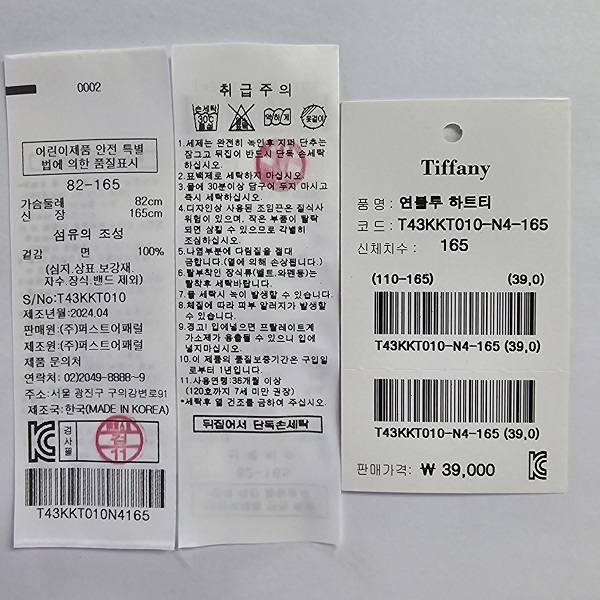 0002
어린이제품 안전 특별
법에 의한 품질표시
82-165
가슴둘레 82cm
신 장 165cm
섬유의 조성
겉감 면 100%
(심지.상표.보강재.
자수.장식.밴드 제외)
S/No:T43KKT010
제조년월:2024.04
판매원:(주)퍼스트어패럴
제조원:(주)퍼스트어패럴
제품 문의처
연락처: 02)2049-8888~9
주소:서울 광진구 구의강변로91
제조국:한국(MADE IN KOREA)
검사필
검
11
T43KKT010N4165
취급주의
손세탁
30℃
중성
약하게
옷걸이
1.세제는 완전히 녹인후 지퍼 단추는
잠그고 뒤집어 반드시 단독 손세탁
하십시오.
2.표백제로 세탁하지 마십시오.
3.물에 30분이상 담구어 두지 마시고
즉시 세탁하십시오.
4.디자인상 사용된 조임끈은 질식사
위험이 있으며, 작은 부품이 탈락
되면 삼킬 수 있으므로 각별히
조심하십시오.
5.나염부분에 다림질을 절대
금합니다.(열에 의해 손상됩니다.)
6.탈부착인 장식류(벨트,와펜등)는
탈착후 세탁바랍니다.
7.물 세탁시 녹이 발생할 수 있습니다.
8.체질에 따라 피부 알러지가 발생할
수 있습니다.
9.경고! 입에넣으면 프탈레이트계
가소제가 용출될 수 있으니 입에
넣지마십시오.
10.이 제품의 품질보증기간은 구입일
로부터 1년입니다.
11.사용연령:36개월 이상
(120호까지 7세 미만 권장)
*세탁후 열 건조를 금하여 주십시오.
뒤집어서 단독손세탁
Tiffany
품 명: 연블루 하트티
코 드: T43KKT010-N4-165
신체치수: 165
(110-165) (39,0)
T43KKT010-N4-165 (39,0)
T43KKT010-N4-165 (39,0)
판매가격: ₩ 39,000